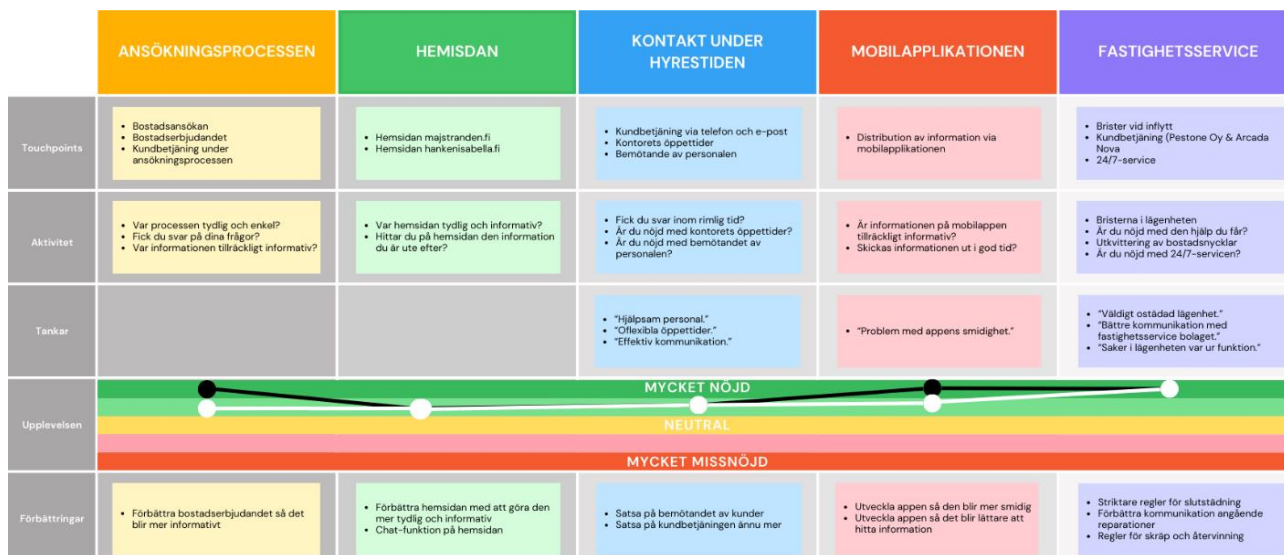 ANSÖKNINGSPROCESSEN
HEMISDAN
KONTAKT UNDER
HYRESTIDEN
MOBILAPPLIKATIONEN
FASTIGHETSSERVICE
Touchpoints
• Bostadsansökan
• Bostadserbjudandet
• Kundbetjäning under
ansökningsprocessen
• Hemsidan majstranden.fi
• Hemsidan hankenisabella.fi
• Kundbetjäning via telefon och e-post
• Kontorets öppettider
• Bemötande av personalen
• Distribution av information via
mobilapplikationen
• Brister vid inflytt
• Kundbetjäning (Pestone Oy & Arcada
Nova
• 24/7-service
Aktivitet
• Var processen tydlig och enkel?
• Fick du svar på dina frågor?
• Var informationen tillräckligt informativ?
• Var hemsidan tydlig och informativ?
• Hittar du på hemsidan den information
du är ute efter?
• Fick du svar inom rimlig tid?
• Är du nöjd med kontorets öppettider?
• Är du nöjd med bemötandet av
personalen?
• Är informationen på mobilappen
tillräckligt informativ?
• Skickas informationen ut i god tid?
• Bristerna i lägenheten
• Är du nöjd med den hjälp du får?
• Utkvittering av bostadsnycklar
• Är du nöjd med 24/7-servicen?
Tankar
• "Hjälpsam personal."
• "Oflexibla öppettider."
• "Effektiv kommunikation."
• "Problem med appens smidighet."
• "Väldigt ostädad lägenhet."
• "Bättre kommunikation med
fastighetsservice bolaget."
• "Saker i lägenheten var ur funktion."
Upplevelsen
MYCKET NÖJD
NEUTRAL
MYCKET MISSNÖJD
Förbättringar
• Förbättra bostadserbjudandet så det
blir mer informativt
• Förbättra hemsidan med att göra den
mer tydlig och informativ
• Chat-funktion på hemsidan
• Satsa på bemötandet av kunder
• Satsa på kundbetjäningen ännu mer
• Utveckla appen så den blir mer smidig
• Utveckla appen så det blir lättare att
hitta information
• Striktare regler för slutstädning
• Förbättra kommunikation angående
reparationer
• Regler för skräp och återvinning